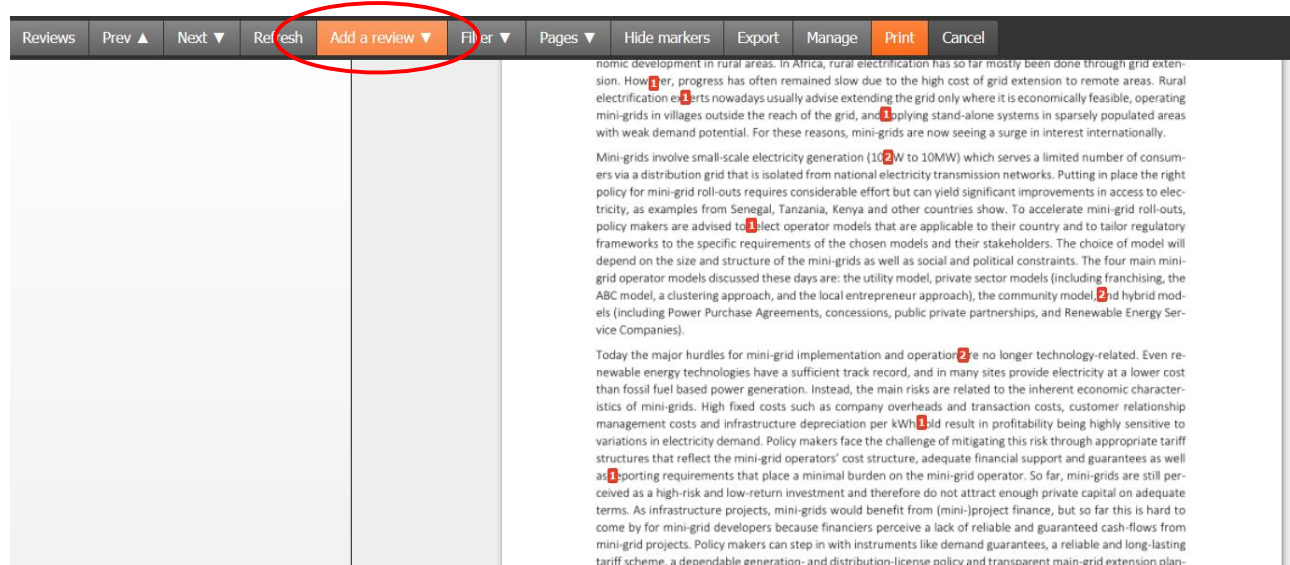 Reviews Prev ▲ Next ▼ Refresh Add a review ▼ Filter ▼ Pages ▼ Hide markers Export Manage Print Cancel
nomic development in rural areas. In Africa, rural electrification has so far mostly been done through grid exten-
sion. How1er, progress has often remained slow due to the high cost of grid extension to remote areas. Rural
electrification ex1erts nowadays usually advise extending the grid only where it is economically feasible, operating
mini-grids in villages outside the reach of the grid, and1pplying stand-alone systems in sparsely populated areas
with weak demand potential. For these reasons, mini-grids are now seeing a surge in interest internationally.
Mini-grids involve small-scale electricity generation (10 2 W to 10MW) which serves a limited number of consum-
ers via a distribution grid that is isolated from national electricity transmission networks. Putting in place the right
policy for mini-grid roll-outs requires considerable effort but can yield significant improvements in access to elec-
tricity, as examples from Senegal, Tanzania, Kenya and other countries show. To accelerate mini-grid roll-outs,
policy makers are advised to 1elect operator models that are applicable to their country and to tailor regulatory
frameworks to the specific requirements of the chosen models and their stakeholders. The choice of model will
depend on the size and structure of the mini-grids as well as social and political constraints. The four main mini-
grid operator models discussed these days are: the utility model, private sector models (including franchising, the
ABC model, a clustering approach, and the local entrepreneur approach), the community model, 2nd hybrid mod-
els (including Power Purchase Agreements, concessions, public private partnerships, and Renewable Energy Ser-
vice Companies).
Today the major hurdles for mini-grid implementation and operation 2re no longer technology-related. Even re-
newable energy technologies have a sufficient track record, and in many sites provide electricity at a lower cost
than fossil fuel based power generation. Instead, the main risks are related to the inherent economic character-
istics of mini-grids. High fixed costs such as company overheads and transaction costs, customer relationship
management costs and infrastructure depreciation per kWh 1old result in profitability being highly sensitive to
variations in electricity demand. Policy makers face the challenge of mitigating this risk through appropriate tariff
structures that reflect the mini-grid operators' cost structure, adequate financial support and guarantees as well
as 1eporting requirements that place a minimal burden on the mini-grid operator. So far, mini-grids are still per-
ceived as a high-risk and low-return investment and therefore do not attract enough private capital on adequate
terms. As infrastructure projects, mini-grids would benefit from (mini-)project finance, but so far this is hard to
come by for mini-grid developers because financiers perceive a lack of reliable and guaranteed cash-flows from
mini-grid projects. Policy makers can step in with instruments like demand guarantees, a reliable and long-lasting
tariff scheme, a dependable generation- and distribution-license policy and transparent main-grid extension plan-